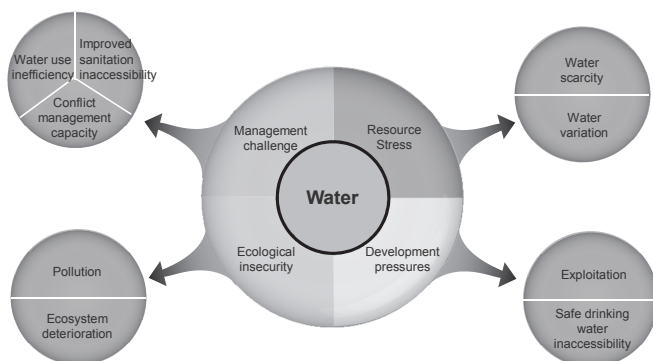 Water use
inefficiency
Improved
sanitation
inaccessibility
Conflict
management
capacity
Water
scarcity
Water
variation
Management
challenge
Resource
Stress
Water
Ecological
insecurity
Development
pressures
Pollution
Ecosystem
deterioration
Exploitation
Safe drinking
water
inaccessibility